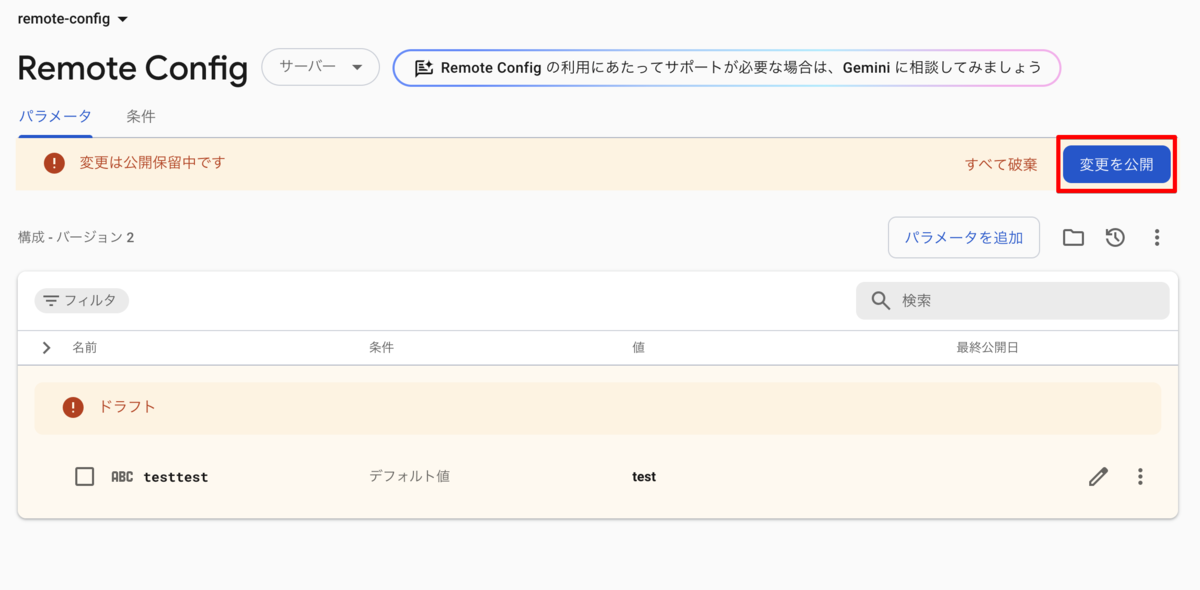 remote-config
Remote Config サーバー Remote Config の利用にあたってサポートが必要な場合は、Gemini に相談してみましょう
パラメータ 条件
変更は公開保留中です すべて破棄 変更を公開
構成 - バージョン 2 パラメータを追加
フィルタ 検索
名前 条件 値 最終公開日
ドラフト
ABC testtest デフォルト値 test